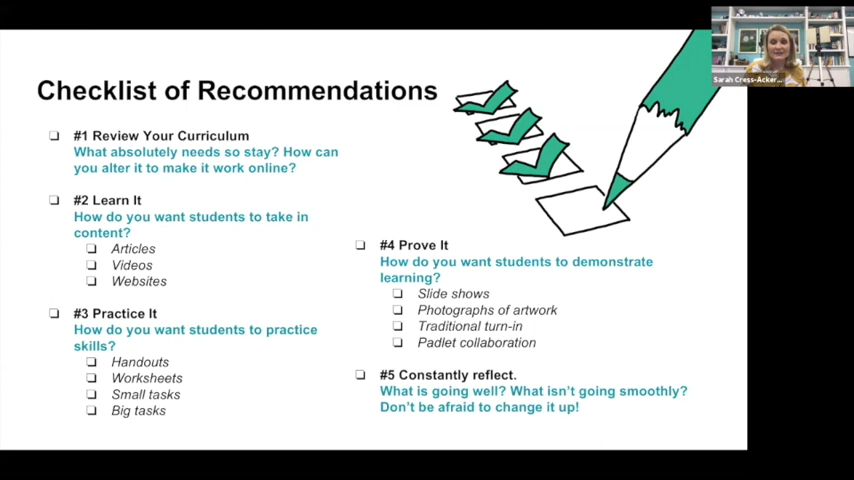 Checklist of Recommendations
#1 Review Your Curriculum
What absolutely needs so stay? How can
you alter it to make it work online?
#2 Learn It
How do you want students to take in
content?
Articles
Videos
Websites
#3 Practice It
How do you want students to practice
skills?
Handouts
Worksheets
Small tasks
Big tasks
#4 Prove It
How do you want students to demonstrate
learning?
Slide shows
Photographs of artwork
Traditional turn-in
Padlet collaboration
#5 Constantly reflect.
What is going well? What isn't going smoothly?
Don't be afraid to change it up!
Sarah Cress-Acker...